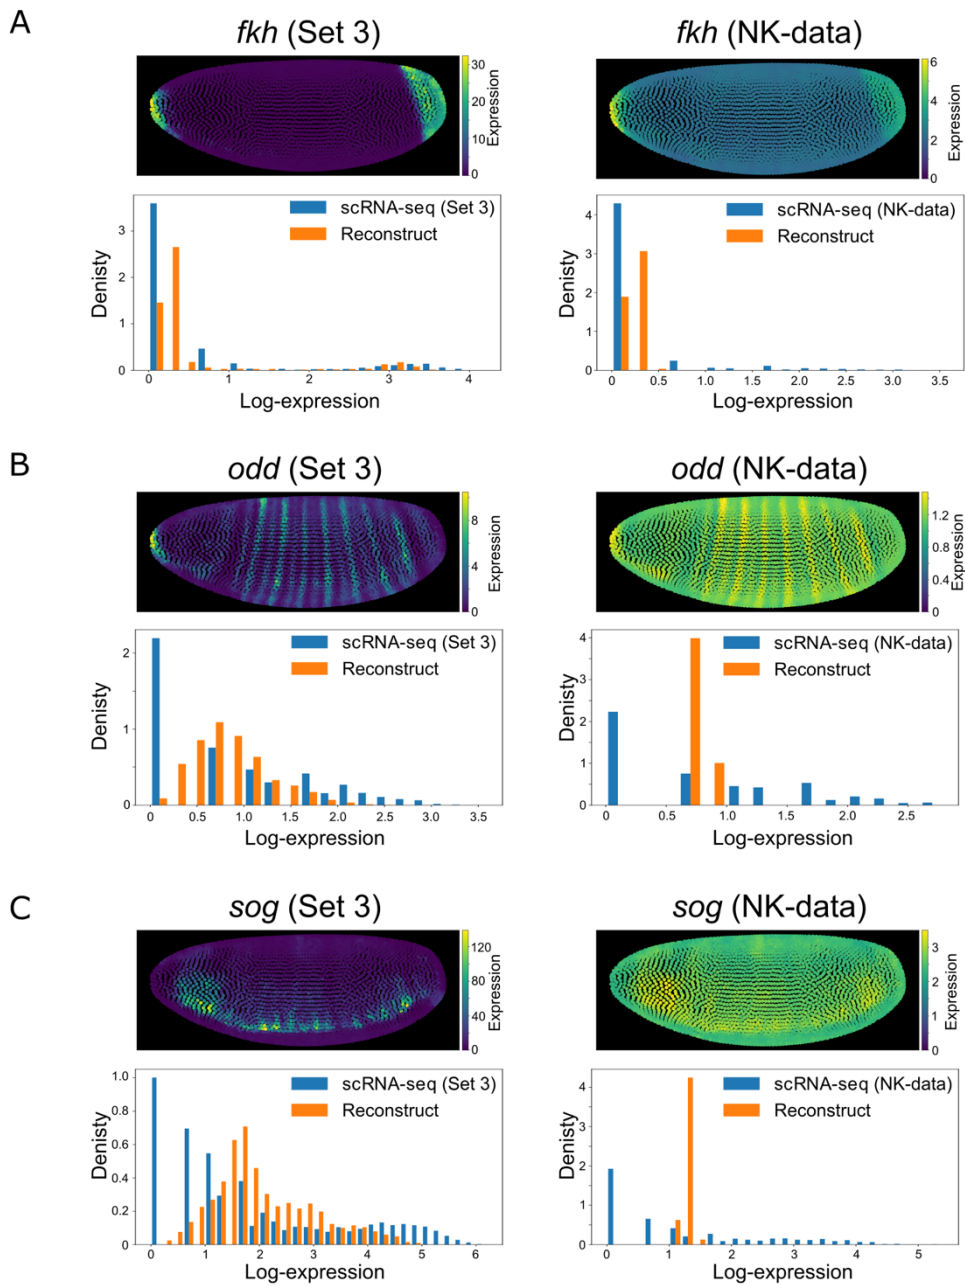 A
fkh (Set 3)
fkh (NK-data)
30
20
10
0
Expression
6
4
2
0
Expression
scRNA-seq (Set 3)
Reconstruct
3
2
1
0
Denisty
0 1 2 3 4
Log-expression
scRNA-seq (NK-data)
Reconstruct
4
3
2
1
0
Denisty
0 0.5 1.0 1.5 2.0 2.5 3.0 3.5
Log-expression
B
odd (Set 3)
odd (NK-data)
8
4
0
Expression
1.2
0.8
0.4
0
Expression
scRNA-seq (Set 3)
Reconstruct
2
1
0
Denisty
0 0.5 1.0 1.5 2.0 2.5 3.0 3.5
Log-expression
scRNA-seq (NK-data)
Reconstruct
4
3
2
1
0
Denisty
0 0.5 1.0 1.5 2.0 2.5
Log-expression
C
sog (Set 3)
sog (NK-data)
120
80
40
0
Expression
3
2
1
0
Expression
scRNA-seq (Set 3)
Reconstruct
1.0
0.8
0.6
0.4
0.2
0
Denisty
0 1 2 3 4 5 6
Log-expression
scRNA-seq (NK-data)
Reconstruct
4
3
2
1
0
Denisty
0 1 2 3 4 5
Log-expression